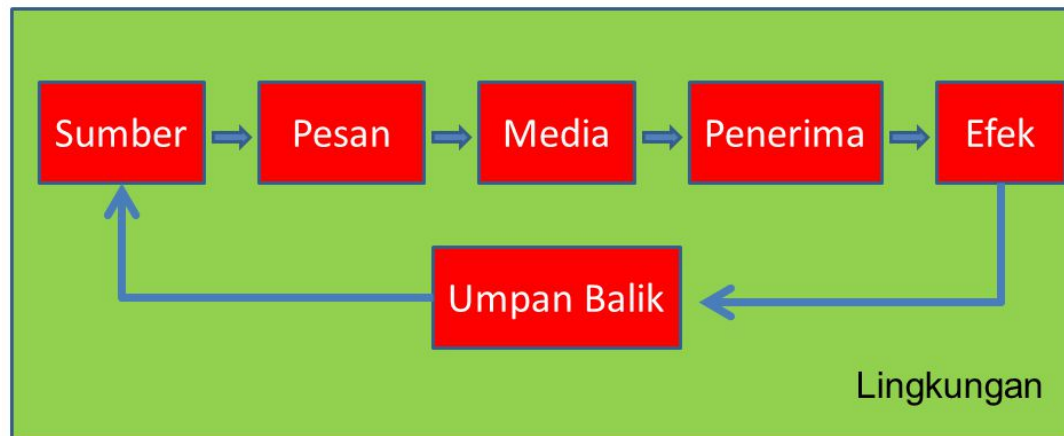 Sumber
Pesan
Media
Penerima
Efek
Umpan Balik
Lingkungan